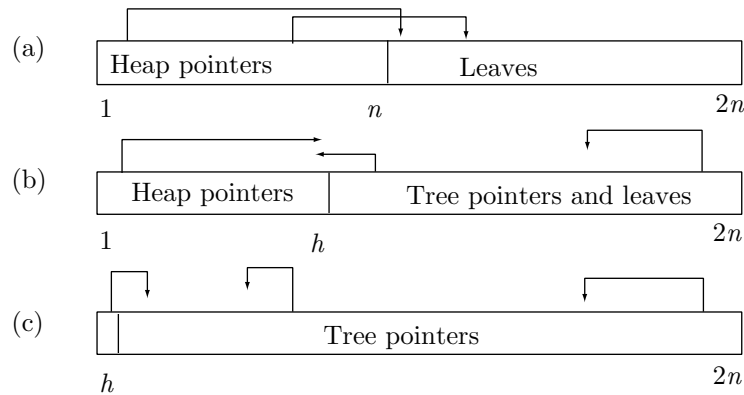 (a)
Heap pointers Leaves
1 n 2n
(b)
Heap pointers Tree pointers and leaves
1 h 2n
(c)
Tree pointers
h 2n